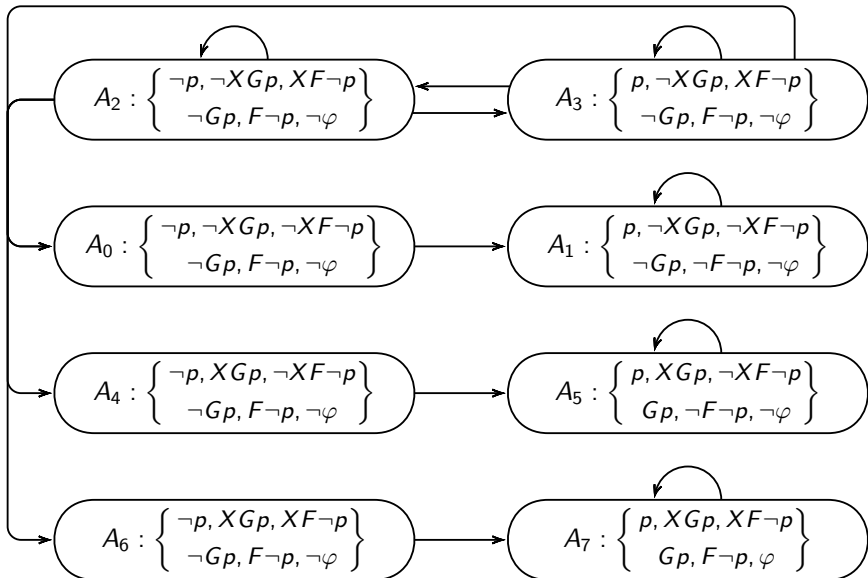 A₂ : { ¬p, ¬XGp, XF¬p
¬Gp, F¬p, ¬φ }
A₃ : { p, ¬XGp, XF¬p
¬Gp, F¬p, ¬φ }
A₀ : { ¬p, ¬XGp, ¬XF¬p
¬Gp, F¬p, ¬φ }
A₁ : { p, ¬XGp, ¬XF¬p
¬Gp, ¬F¬p, ¬φ }
A₄ : { ¬p, XGp, ¬XF¬p
¬Gp, F¬p, ¬φ }
A₅ : { p, XGp, ¬XF¬p
Gp, ¬F¬p, ¬φ }
A₆ : { ¬p, XGp, XF¬p
¬Gp, F¬p, ¬φ }
A₇ : { p, XGp, XF¬p
Gp, F¬p, φ }